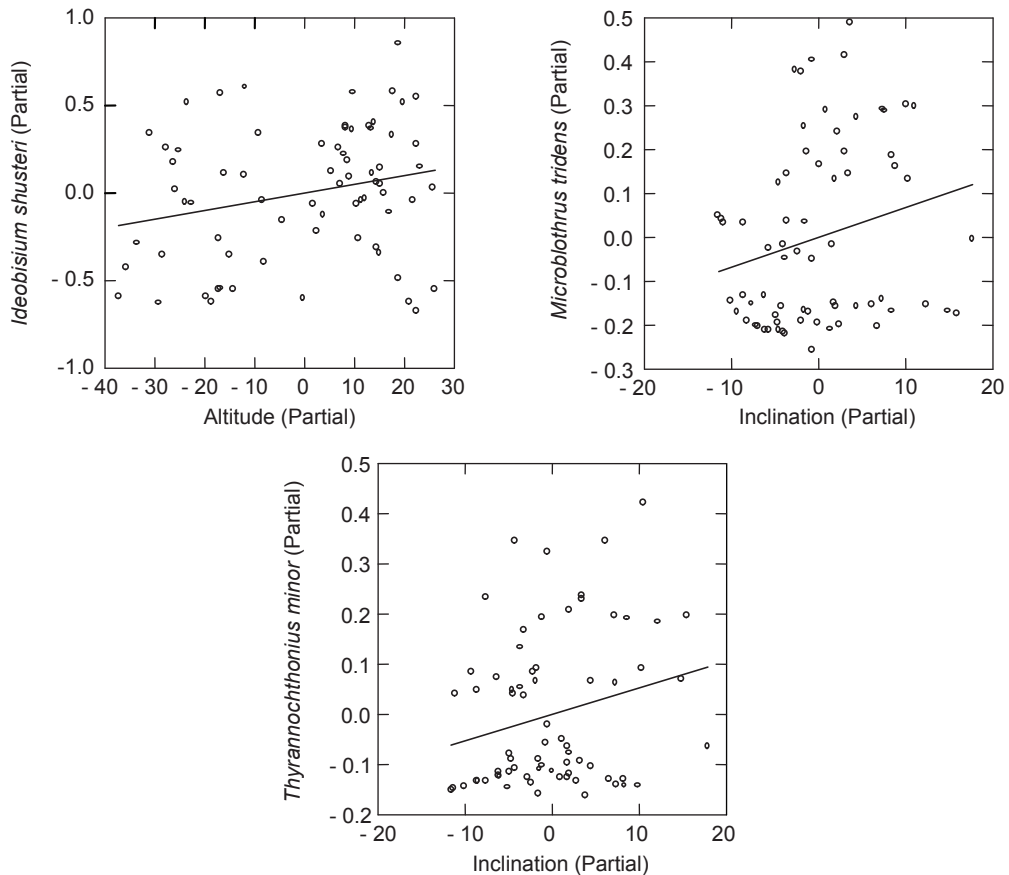 1.0
0.5
0.0
- 0.5
-1.0
- 40 - 30 - 20 - 10 0 10 20 30
Altitude (Partial)
Ideobisium shusteri (Partial)
0.5
0.4
0.3
0.2
0.1
0.0
- 0.1
- 0.2
- 0.3
- 20 - 10 0 10 20
Inclination (Partial)
Microblothrus tridens (Partial)
0.5
0.4
0.3
0.2
0.1
0.0
- 0.1
- 0.2
- 20 - 10 0 10 20
Inclination (Partial)
Thyrannochthonius minor (Partial)